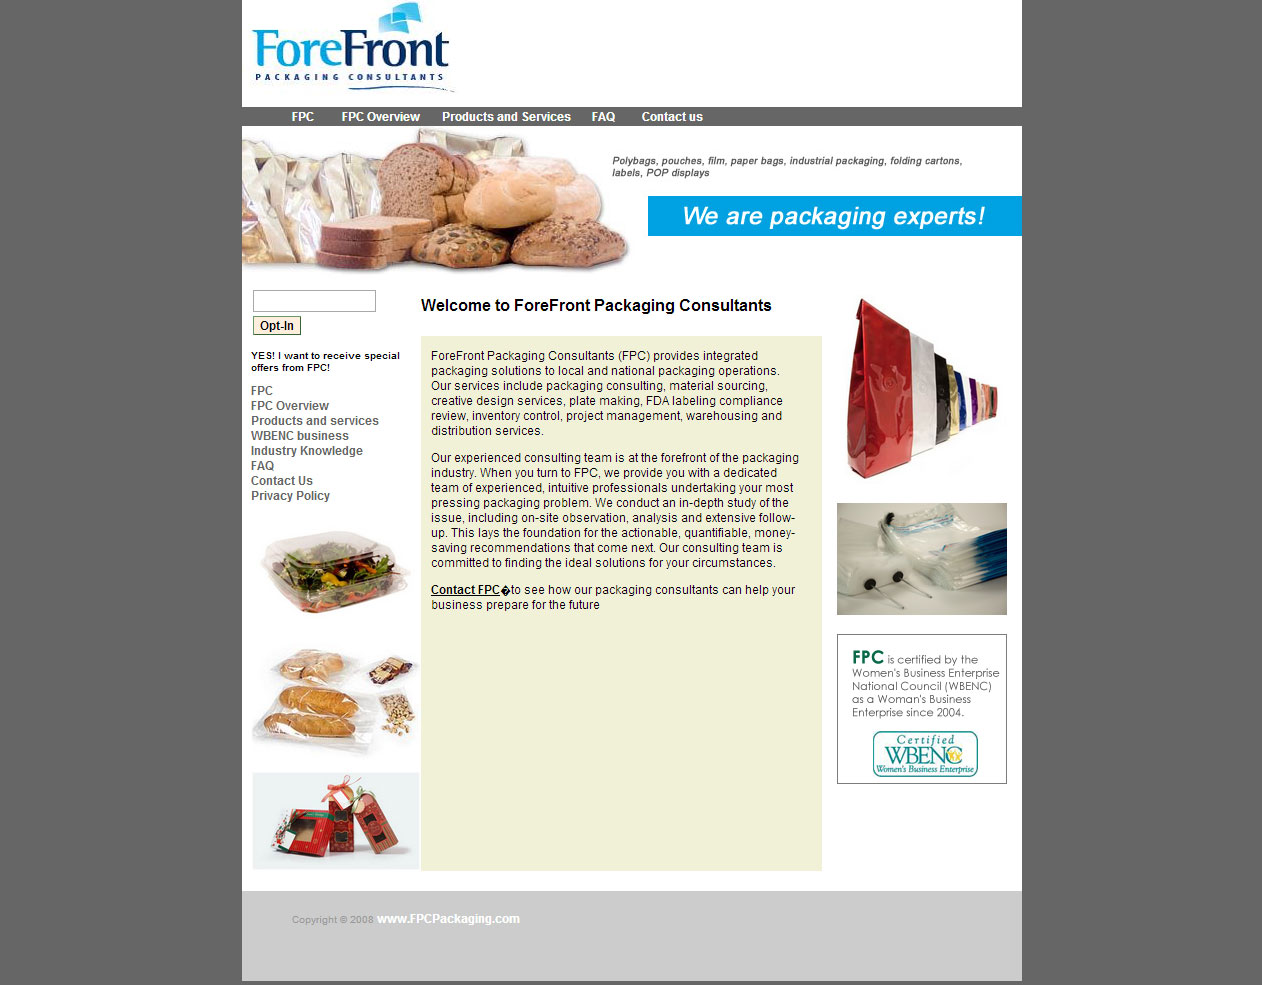 ForeFront
PACKAGING CONSULTANTS
FPC FPC Overview Products and Services FAQ Contact us
Polybags, pouches, film, paper bags, industrial packaging, folding cartons,
labels, POP displays
We are packaging experts!
Opt-In
YES! I want to receive special
offers from FPC!
FPC
FPC Overview
Products and services
WBENC business
Industry Knowledge
FAQ
Contact Us
Privacy Policy
Welcome to ForeFront Packaging Consultants
ForeFront Packaging Consultants (FPC) provides integrated
packaging solutions to local and national packaging operations.
Our services include packaging consulting, material sourcing,
creative design services, plate making, FDA labeling compliance
review, inventory control, project management, warehousing and
distribution services.
Our experienced consulting team is at the forefront of the packaging
industry. When you turn to FPC, we provide you with a dedicated
team of experienced, intuitive professionals undertaking your most
pressing packaging problem. We conduct an in-depth study of the
issue, including on-site observation, analysis and extensive follow-
up. This lays the foundation for the actionable, quantifiable, money-
saving recommendations that come next. Our consulting team is
committed to finding the ideal solutions for your circumstances.
Contact FPC�to see how our packaging consultants can help your
business prepare for the future
FPC is certified by the
Women's Business Enterprise
National Council (WBENC)
as a Woman's Business
Enterprise since 2004.
Certified
WBENC
Women's Business Enterprise
Copyright © 2008 www.FPCPackaging.com